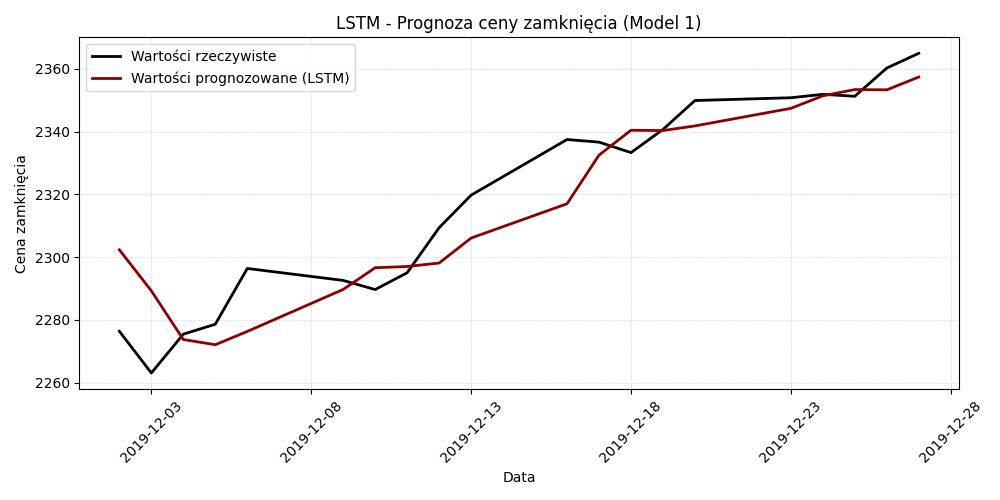 LSTM - Prognoza ceny zamknięcia (Model 1)
Wartości rzeczywiste
Wartości prognozowane (LSTM)
Cena zamknięcia
2360
2340
2320
2300
2280
2260
2019-12-03
2019-12-08
2019-12-13
2019-12-18
2019-12-23
2019-12-28
Data